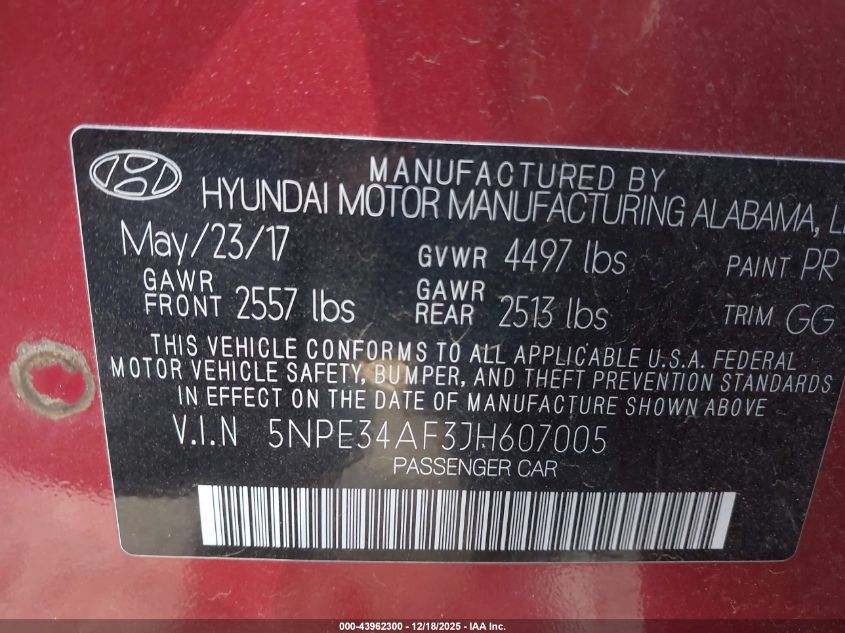 MANUFACTURED BY
HYUNDAI MOTOR MANUFACTURING ALABAMA,
May/23/17 GVWR 4497 lbs PAINT PR
GAWR FRONT 2557 lbs GAWR REAR 2513 lbs TRIM GG
THIS VEHICLE CONFORMS TO ALL APPLICABLE U.S.A. FEDERAL
MOTOR VEHICLE SAFETY, BUMPER, AND THEFT PREVENTION STANDARDS
IN EFFECT ON THE DATE OF MANUFACTURE SHOWN ABOVE.
V.I.N 5NPE34AF3JH607005
PASSENGER CAR
000-43962300 - 12/18/2025 - IAA Inc.